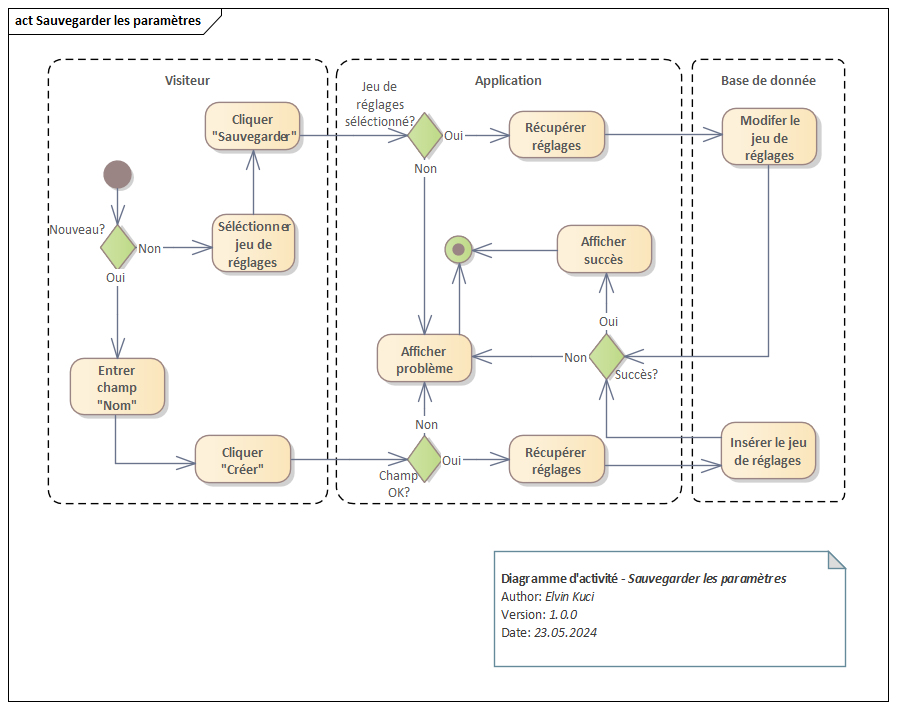 act Sauvegarder les paramètres
Visiteur
Application
Base de donnée
Cliquer
"Sauvegarder"
Jeu de
réglages
séléctionné?
Oui
Non
Récupérer
réglages
Modifer le
jeu de
réglages
Nouveau?
Non
Oui
Séléctionner
jeu de
réglages
Afficher
succès
Oui
Non
Succès?
Afficher
problème
Entrer
champ
"Nom"
Non
Oui
Champ
OK?
Cliquer
"Créer"
Récupérer
réglages
Insérer le jeu
de réglages
Diagramme d'activité - Sauvegarder les paramètres
Author: Elvin Kuci
Version: 1.0.0
Date: 23.05.2024